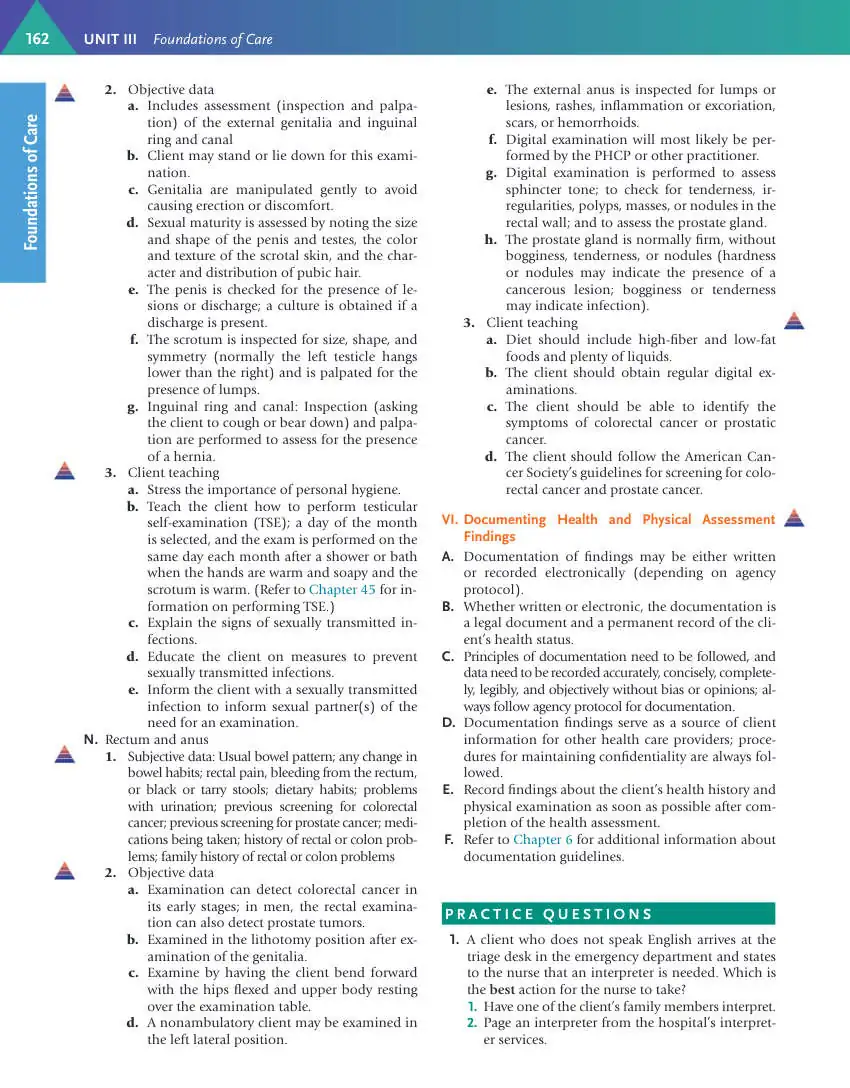 162
UNIT III Foundations of Care
Foundations of Care
2. Objective data
a. Includes assessment (inspection and palpa-
tion) of the external genitalia and inguinal
ring and canal
b. Client may stand or lie down for this exami-
nation.
c. Genitalia are manipulated gently to avoid
causing erection or discomfort.
d. Sexual maturity is assessed by noting the size
and shape of the penis and testes, the color
and texture of the scrotal skin, and the char-
acter and distribution of pubic hair.
e. The penis is checked for the presence of le-
sions or discharge; a culture is obtained if a
discharge is present.
f. The scrotum is inspected for size, shape, and
symmetry (normally the left testicle hangs
lower than the right) and is palpated for the
presence of lumps.
g. Inguinal ring and canal: Inspection (asking
the client to cough or bear down) and palpa-
tion are performed to assess for the presence
of a hernia.
3. Client teaching
a. Stress the importance of personal hygiene.
b. Teach the client how to perform testicular
self-examination (TSE); a day of the month
is selected, and the exam is performed on the
same day each month after a shower or bath
when the hands are warm and soapy and the
scrotum is warm. (Refer to Chapter 45 for in-
formation on performing TSE.)
c. Explain the signs of sexually transmitted in-
fections.
d. Educate the client on measures to prevent
sexually transmitted infections.
e. Inform the client with a sexually transmitted
infection to inform sexual partner(s) of the
need for an examination.
N. Rectum and anus
1. Subjective data: Usual bowel pattern; any change in
bowel habits; rectal pain, bleeding from the rectum,
or black or tarry stools; dietary habits; problems
with urination; previous screening for colorectal
cancer; previous screening for prostate cancer; medi-
cations being taken; history of rectal or colon prob-
lems; family history of rectal or colon problems
2. Objective data
a. Examination can detect colorectal cancer in
its early stages; in men, the rectal examina-
tion can also detect prostate tumors.
b. Examined in the lithotomy position after ex-
amination of the genitalia.
c. Examine by having the client bend forward
with the hips flexed and upper body resting
over the examination table.
d. A nonambulatory client may be examined in
the left lateral position.
e. The external anus is inspected for lumps or
lesions, rashes, inflammation or excoriation,
scars, or hemorrhoids.
f. Digital examination will most likely be per-
formed by the PHCP or other practitioner.
g. Digital examination is performed to assess
sphincter tone; to check for tenderness, ir-
regularities, polyps, masses, or nodules in the
rectal wall; and to assess the prostate gland.
h. The prostate gland is normally firm, without
bogginess, tenderness, or nodules (hardness
or nodules may indicate the presence of a
cancerous lesion; bogginess or tenderness
may indicate infection).
3. Client teaching
a. Diet should include high-fiber and low-fat
foods and plenty of liquids.
b. The client should obtain regular digital ex-
aminations.
c. The client should be able to identify the
symptoms of colorectal cancer or prostatic
cancer.
d. The client should follow the American Can-
cer Society's guidelines for screening for colo-
rectal cancer and prostate cancer.
VI. Documenting Health and Physical Assessment
Findings
A. Documentation of findings may be either written
or recorded electronically (depending on agency
protocol).
B. Whether written or electronic, the documentation is
a legal document and a permanent record of the cli-
ent's health status.
C. Principles of documentation need to be followed, and
data need to be recorded accurately, concisely, complete-
ly, legibly, and objectively without bias or opinions; al-
ways follow agency protocol for documentation.
D. Documentation findings serve as a source of client
information for other health care providers; proce-
dures for maintaining confidentiality are always fol-
lowed.
E. Record findings about the client's health history and
physical examination as soon as possible after com-
pletion of the health assessment.
F. Refer to Chapter 6 for additional information about
documentation guidelines.
PRACTICE QUESTIONS
1. A client who does not speak English arrives at the
triage desk in the emergency department and states
to the nurse that an interpreter is needed. Which is
the best action for the nurse to take?
1. Have one of the client's family members interpret.
2. Page an interpreter from the hospital's interpret-
er services.